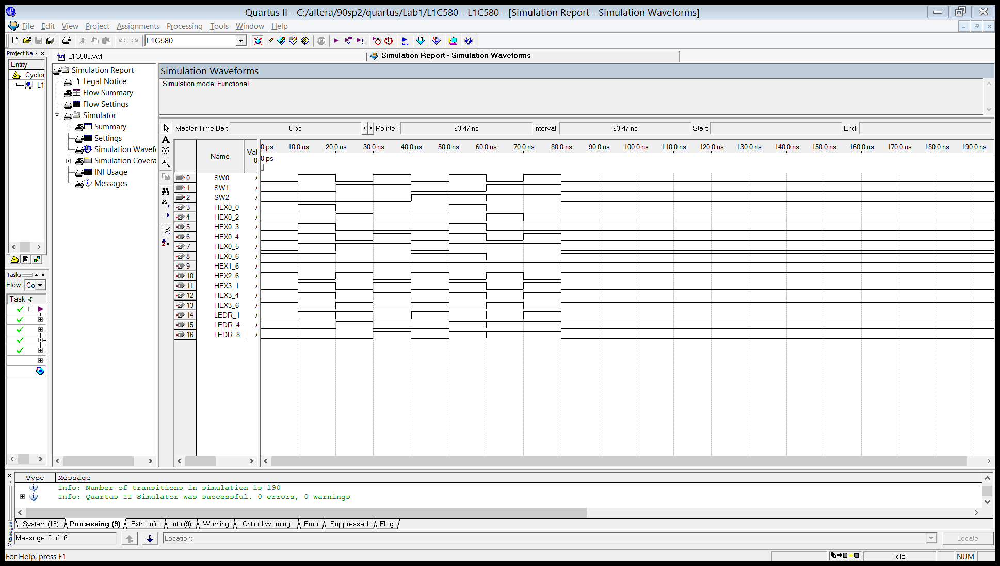 Quartus II - C:/altera/90sp2/quartus/Lab1/L1C580 - L1C580 - [Simulation Report - Simulation Waveforms]
File Edit View Project Assignments Processing Tools Window Help
L1C580
Project Na
L1C580.vwf
Simulation Report - Simulation Waveforms
Entity
Cyclor
L1
Simulation Report
Legal Notice
Flow Summary
Flow Settings
Simulator
Summary
Settings
Simulation Wavef
Simulation Covera
INI Usage
Messages
Simulation Waveforms
Simulation mode: Functional
Master Time Bar: 0 ps Pointer: 63.47 ns Interval: 63.47 ns Start: End:
Name
Val
0
0 ps 10.0 ns 20.0 ns 30.0 ns 40.0 ns 50.0 ns 60.0 ns 70.0 ns 80.0 ns 90.0 ns 100.0 ns 110.0 ns 120.0 ns 130.0 ns 140.0 ns 150.0 ns 160.0 ns 170.0 ns 180.0 ns 190.0 ns
0 ps
0 SW0
1 SW1
2 SW2
3 HEX0_0
4 HEX0_2
5 HEX0_3
6 HEX0_4
7 HEX0_5
8 HEX0_6
9 HEX1_6
10 HEX2_6
11 HEX3_1
12 HEX3_4
13 HEX3_6
14 LEDR_1
15 LEDR_4
16 LEDR_8
Tasks
Flow: Co
Task
Type Message
Info: Number of transitions in simulation is 190
Info: Quartus II Simulator was successful. 0 errors, 0 warnings
System (15) Processing (9) Extra Info Info (9) Warning Critical Warning Error Suppressed Flag
Messages
Message: 0 of 16
Location:
Locate
For Help, press F1
Idle
NUM